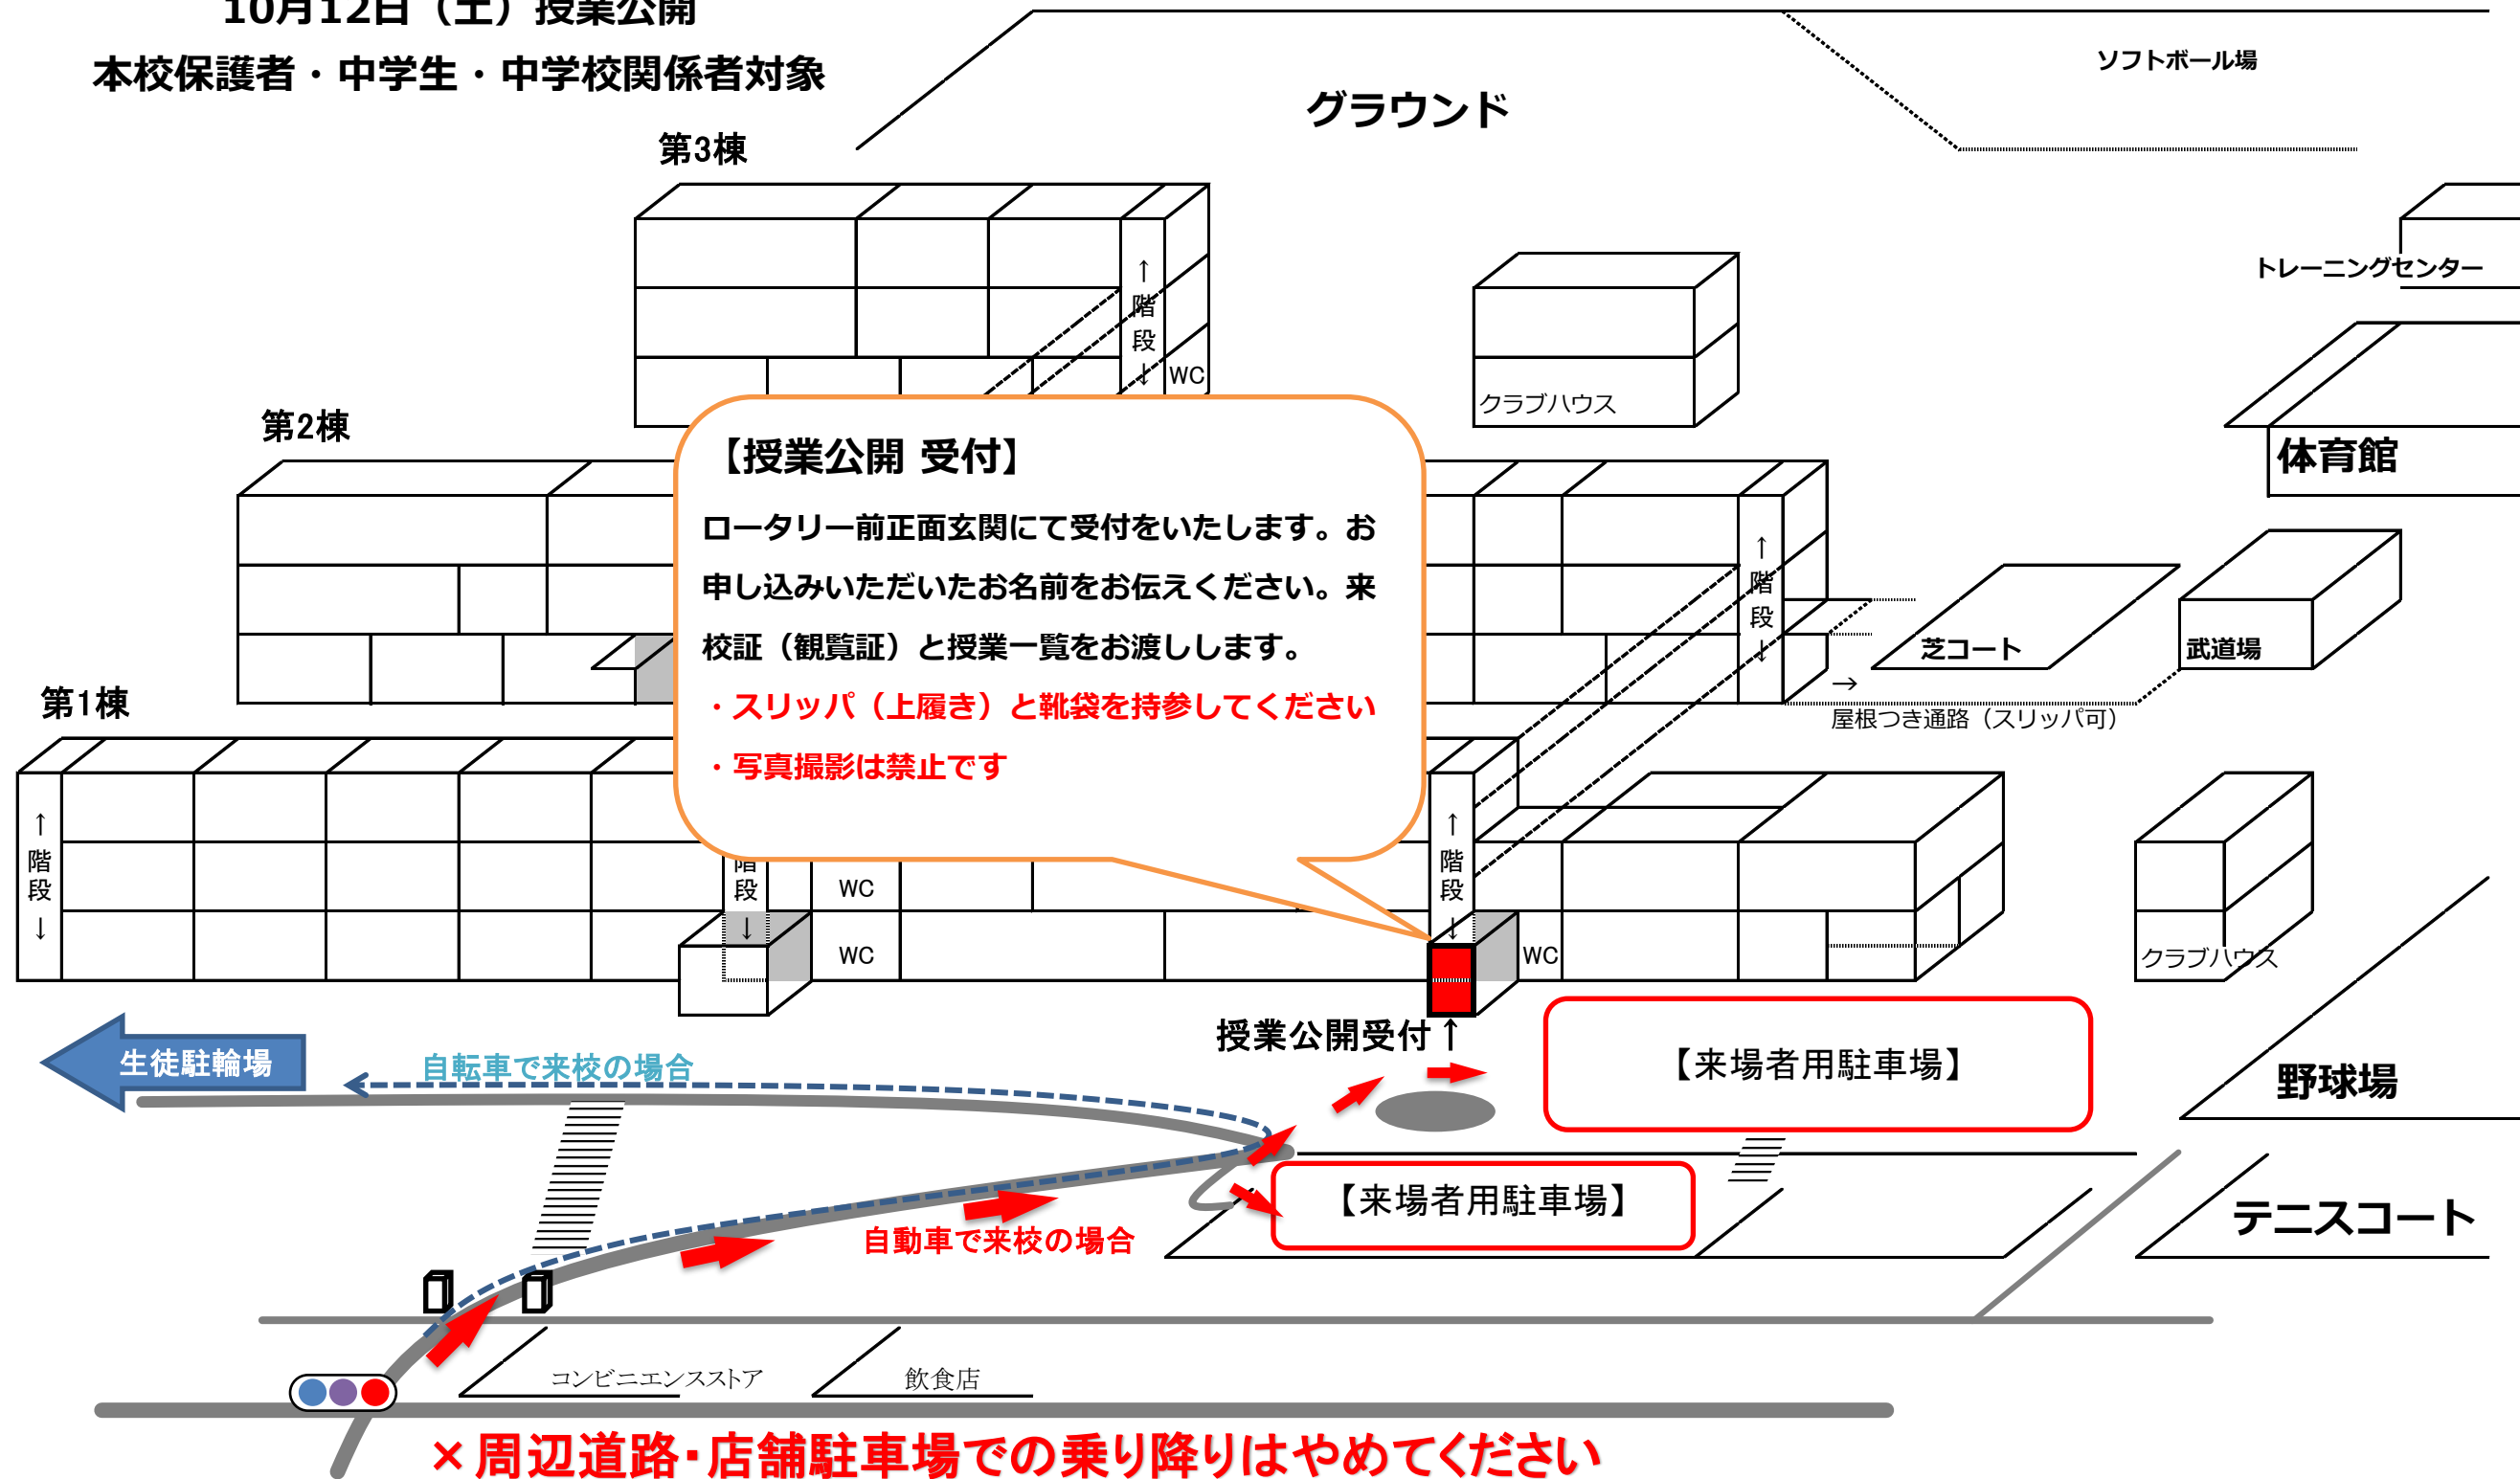 10月12日（土）授業公開
本校保護者・中学生・中学校関係者対象
ソフトボール場
グラウンド
第3棟
トレーニングセンター
↑階段↓
WC
クラブハウス
第2棟
体育館
【授業公開 受付】
ロータリー前正面玄関にて受付をいたします。お
申し込みいただいたお名前をお伝えください。来
校証（観覧証）と授業一覧をお渡しします。
・スリッパ（上履き）と靴袋を持参してください
・写真撮影は禁止です
↑階段↓
芝コート
武道場
→
屋根つき通路（スリッパ可）
第1棟
↑階段↓
階段↓
WC
WC
↑階段↓
WC
クラブハウス
授業公開受付↑
【来場者用駐車場】
野球場
生徒駐輪場
自転車で来校の場合
【来場者用駐車場】
テニスコート
自動車で来校の場合
コンビニエンスストア
飲食店
×周辺道路・店舗駐車場での乗り降りはやめてください